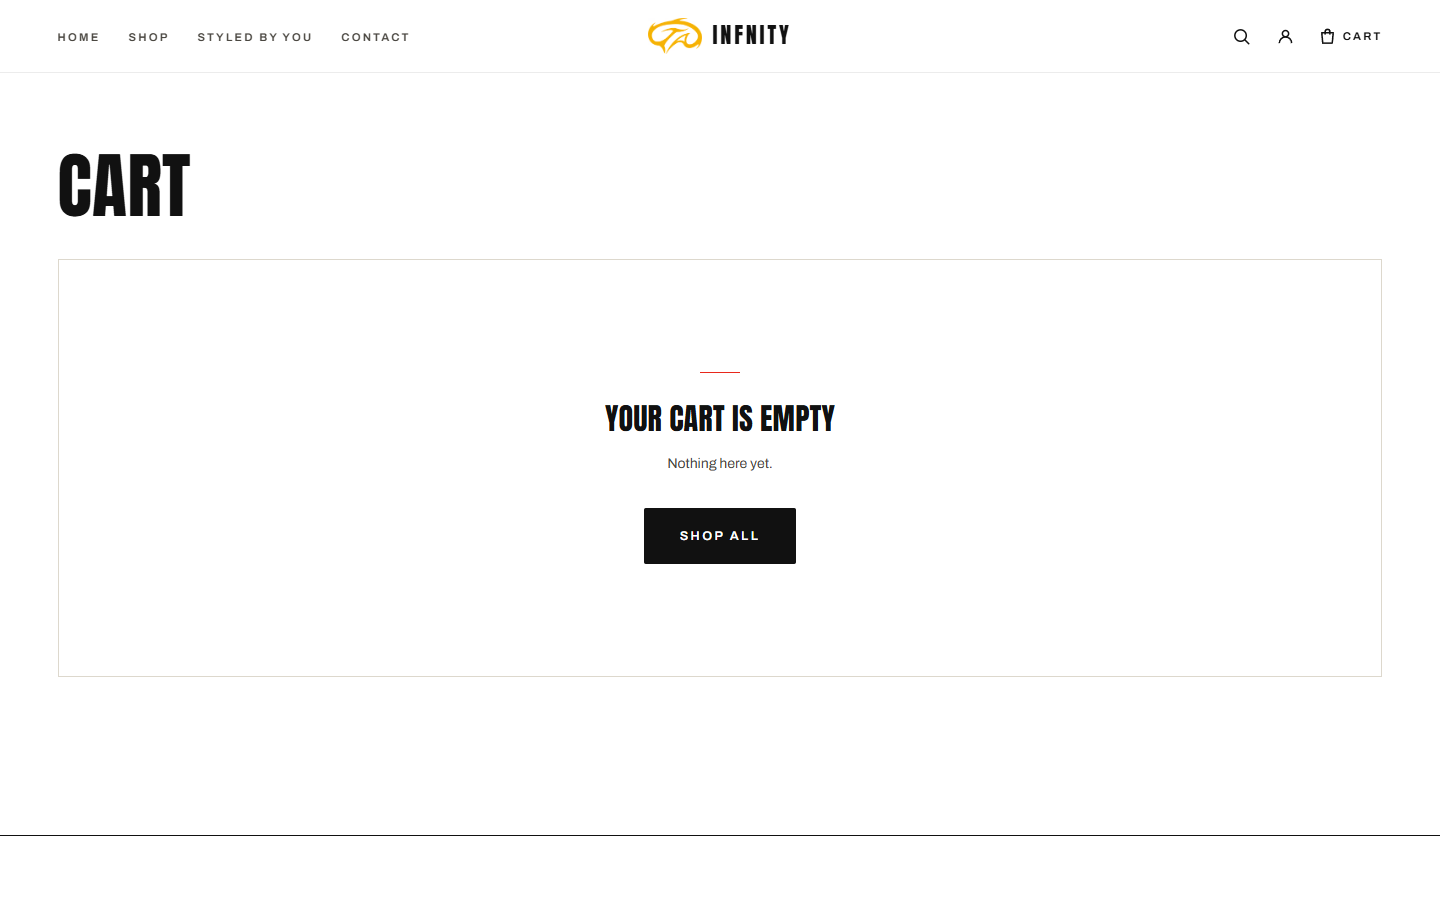 HOME SHOP STYLED BY YOU CONTACT INFNITY CART
CART
YOUR CART IS EMPTY
Nothing here yet.
SHOP ALL